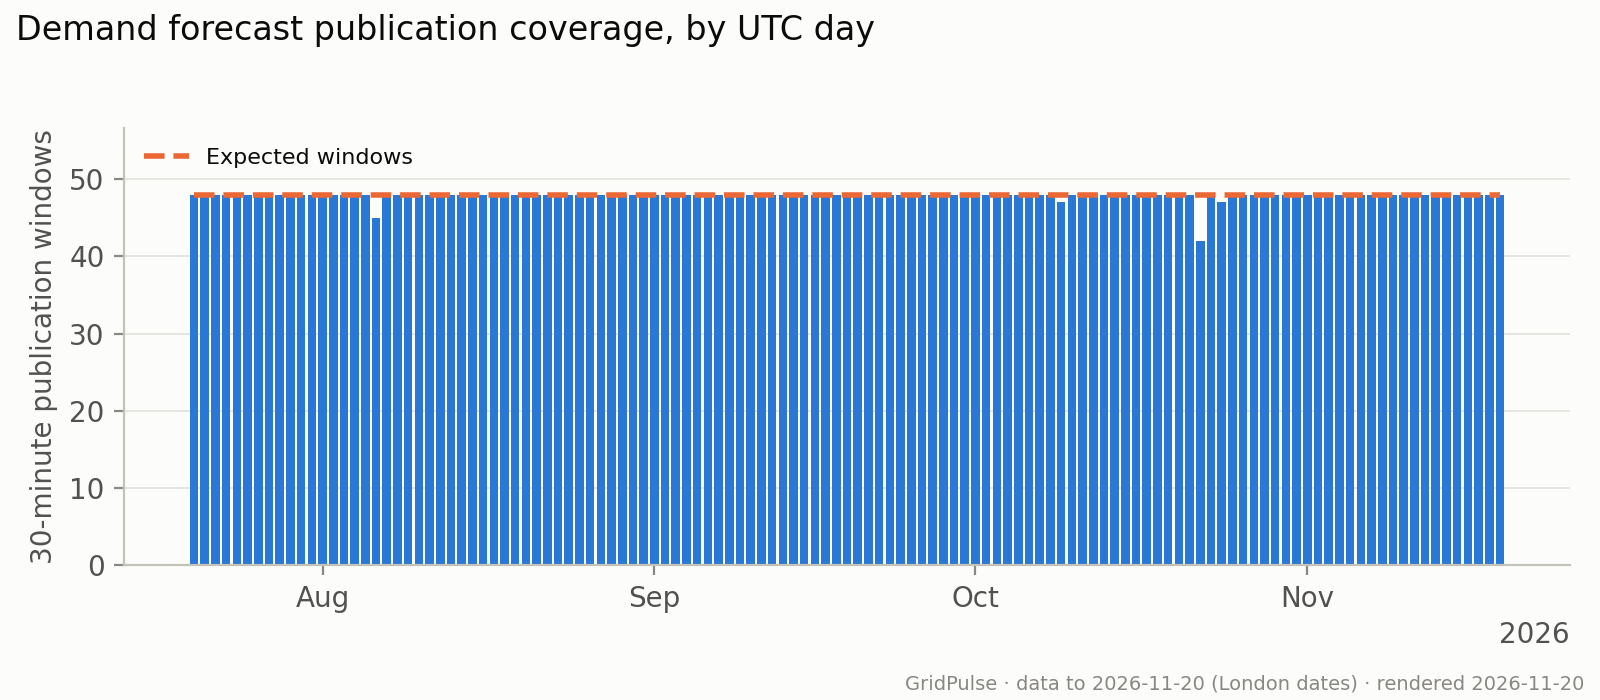 Demand forecast publication coverage, by UTC day
30-minute publication windows
Expected windows
50
40
30
20
10
0
Aug
Sep
Oct
Nov
2026
GridPulse · data to 2026-11-20 (London dates) · rendered 2026-11-20